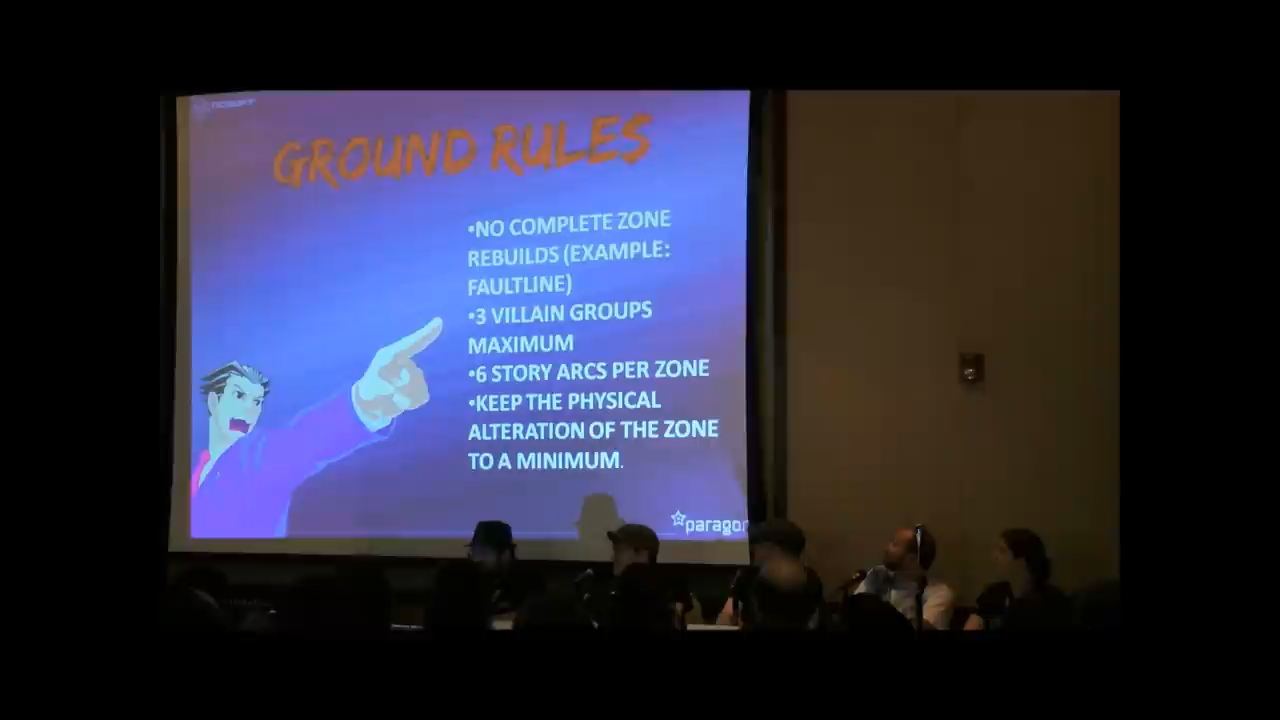 NCSOFT
GROUND RULES
•NO COMPLETE ZONE
REBUILDS (EXAMPLE:
FAULTLINE)
•3 VILLAIN GROUPS
MAXIMUM
•6 STORY ARCS PER ZONE
•KEEP THE PHYSICAL
ALTERATION OF THE ZONE
TO A MINIMUM.
paragon